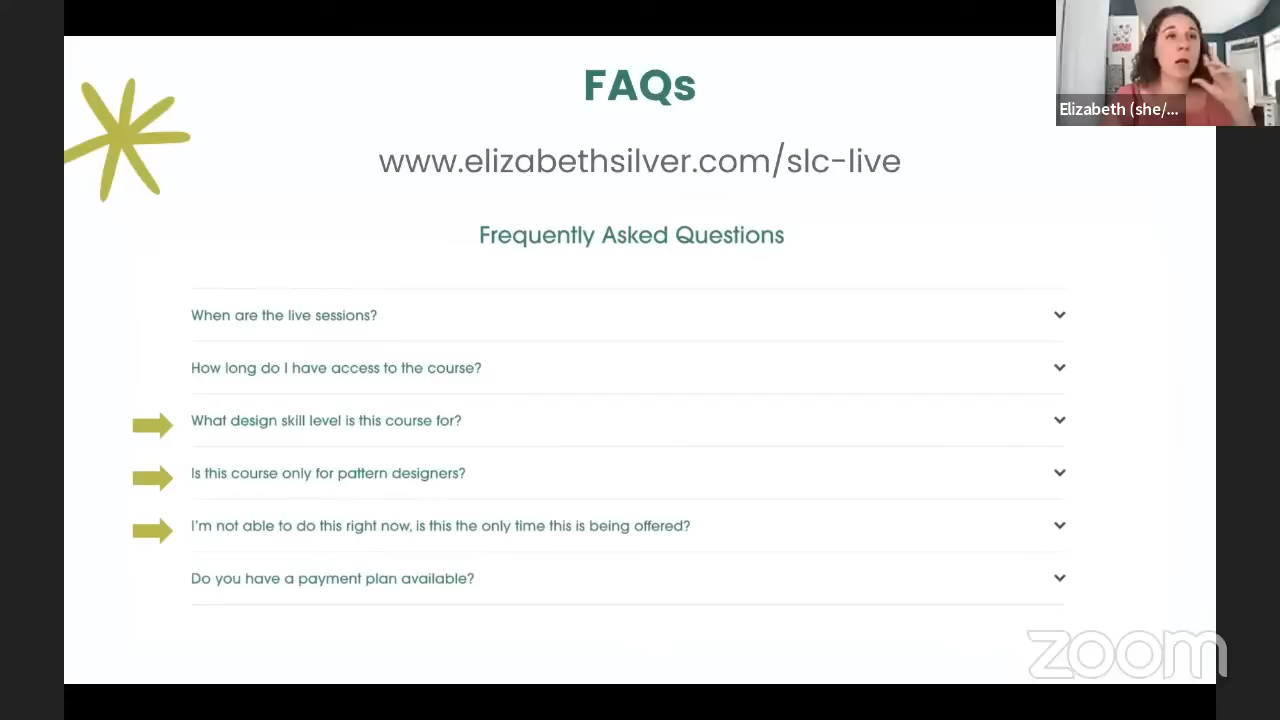 FAQs
www.elizabethsilver.com/slc-live
Elizabeth (she/...
Frequently Asked Questions
When are the live sessions?
How long do I have access to the course?
What design skill level is this course for?
Is this course only for pattern designers?
I'm not able to do this right now, is this the only time this is being offered?
Do you have a payment plan available?
zoom